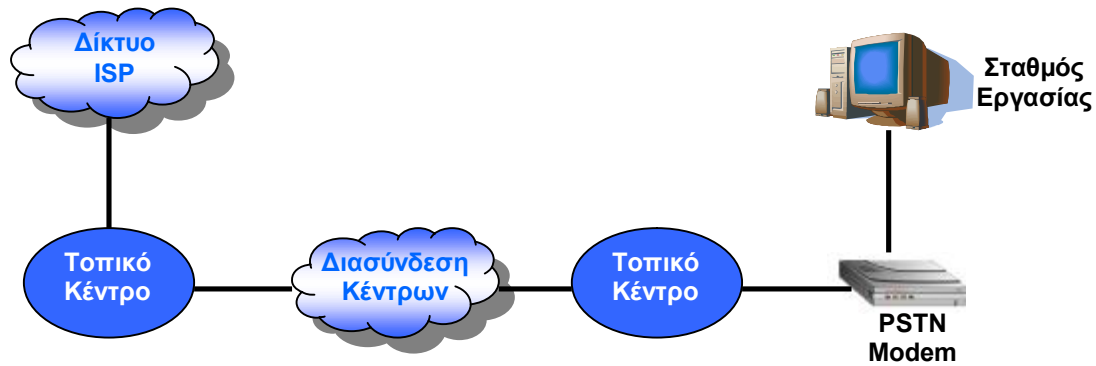 Δίκτυο
ISP
Σταθμός
Εργασίας
Τοπικό
Κέντρο
Διασύνδεση
Κέντρων
Τοπικό
Κέντρο
PSTN
Modem